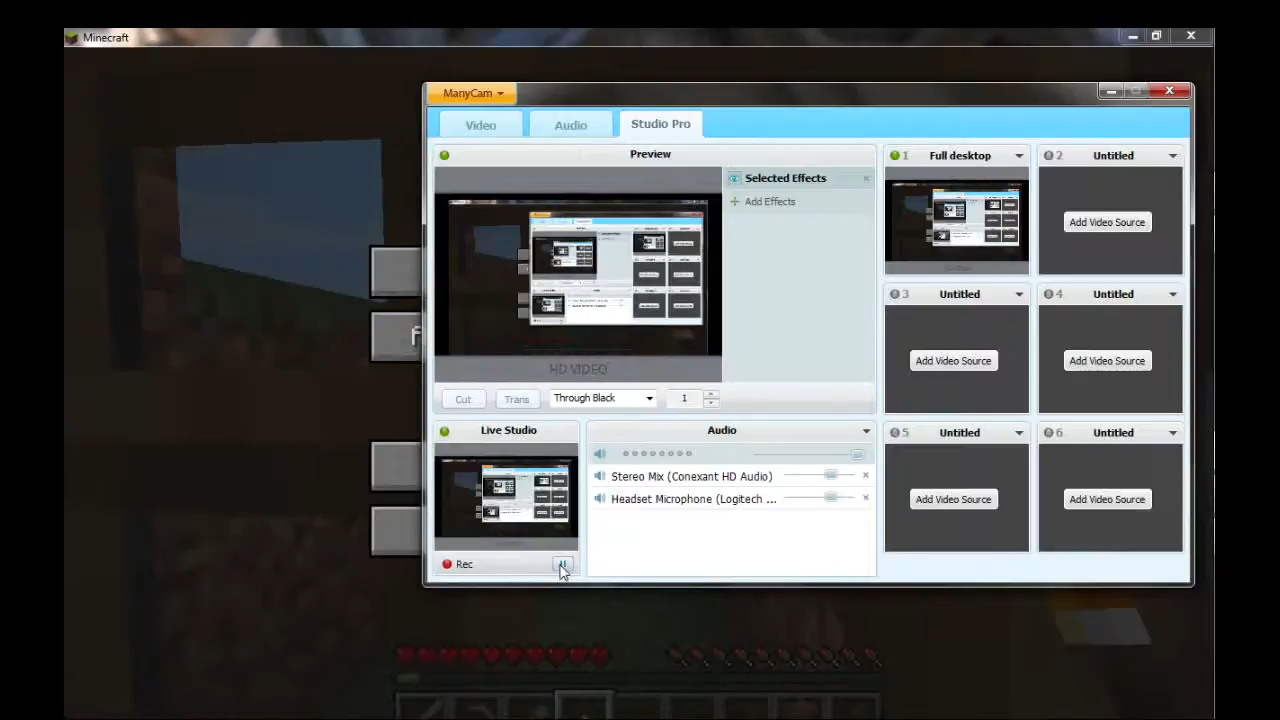 Minecraft
ManyCam
Video Audio Studio Pro
Preview
Selected Effects
Add Effects
HD VIDEO
Cut Trans Through Black 1
Live Studio
Rec
Audio
Stereo Mix (Conexant HD Audio)
Headset Microphone (Logitech ...
1 Full desktop
2 Untitled
Add Video Source
3 Untitled
4 Untitled
Add Video Source
Add Video Source
5 Untitled
6 Untitled
Add Video Source
Add Video Source